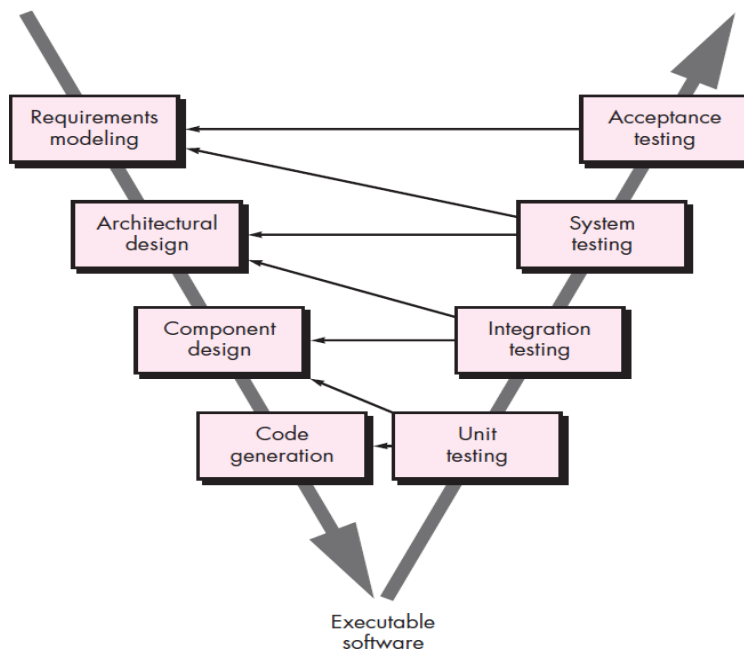 Requirements
modeling
Acceptance
testing
Architectural
design
System
testing
Component
design
Integration
testing
Code
generation
Unit
testing
Executable
software